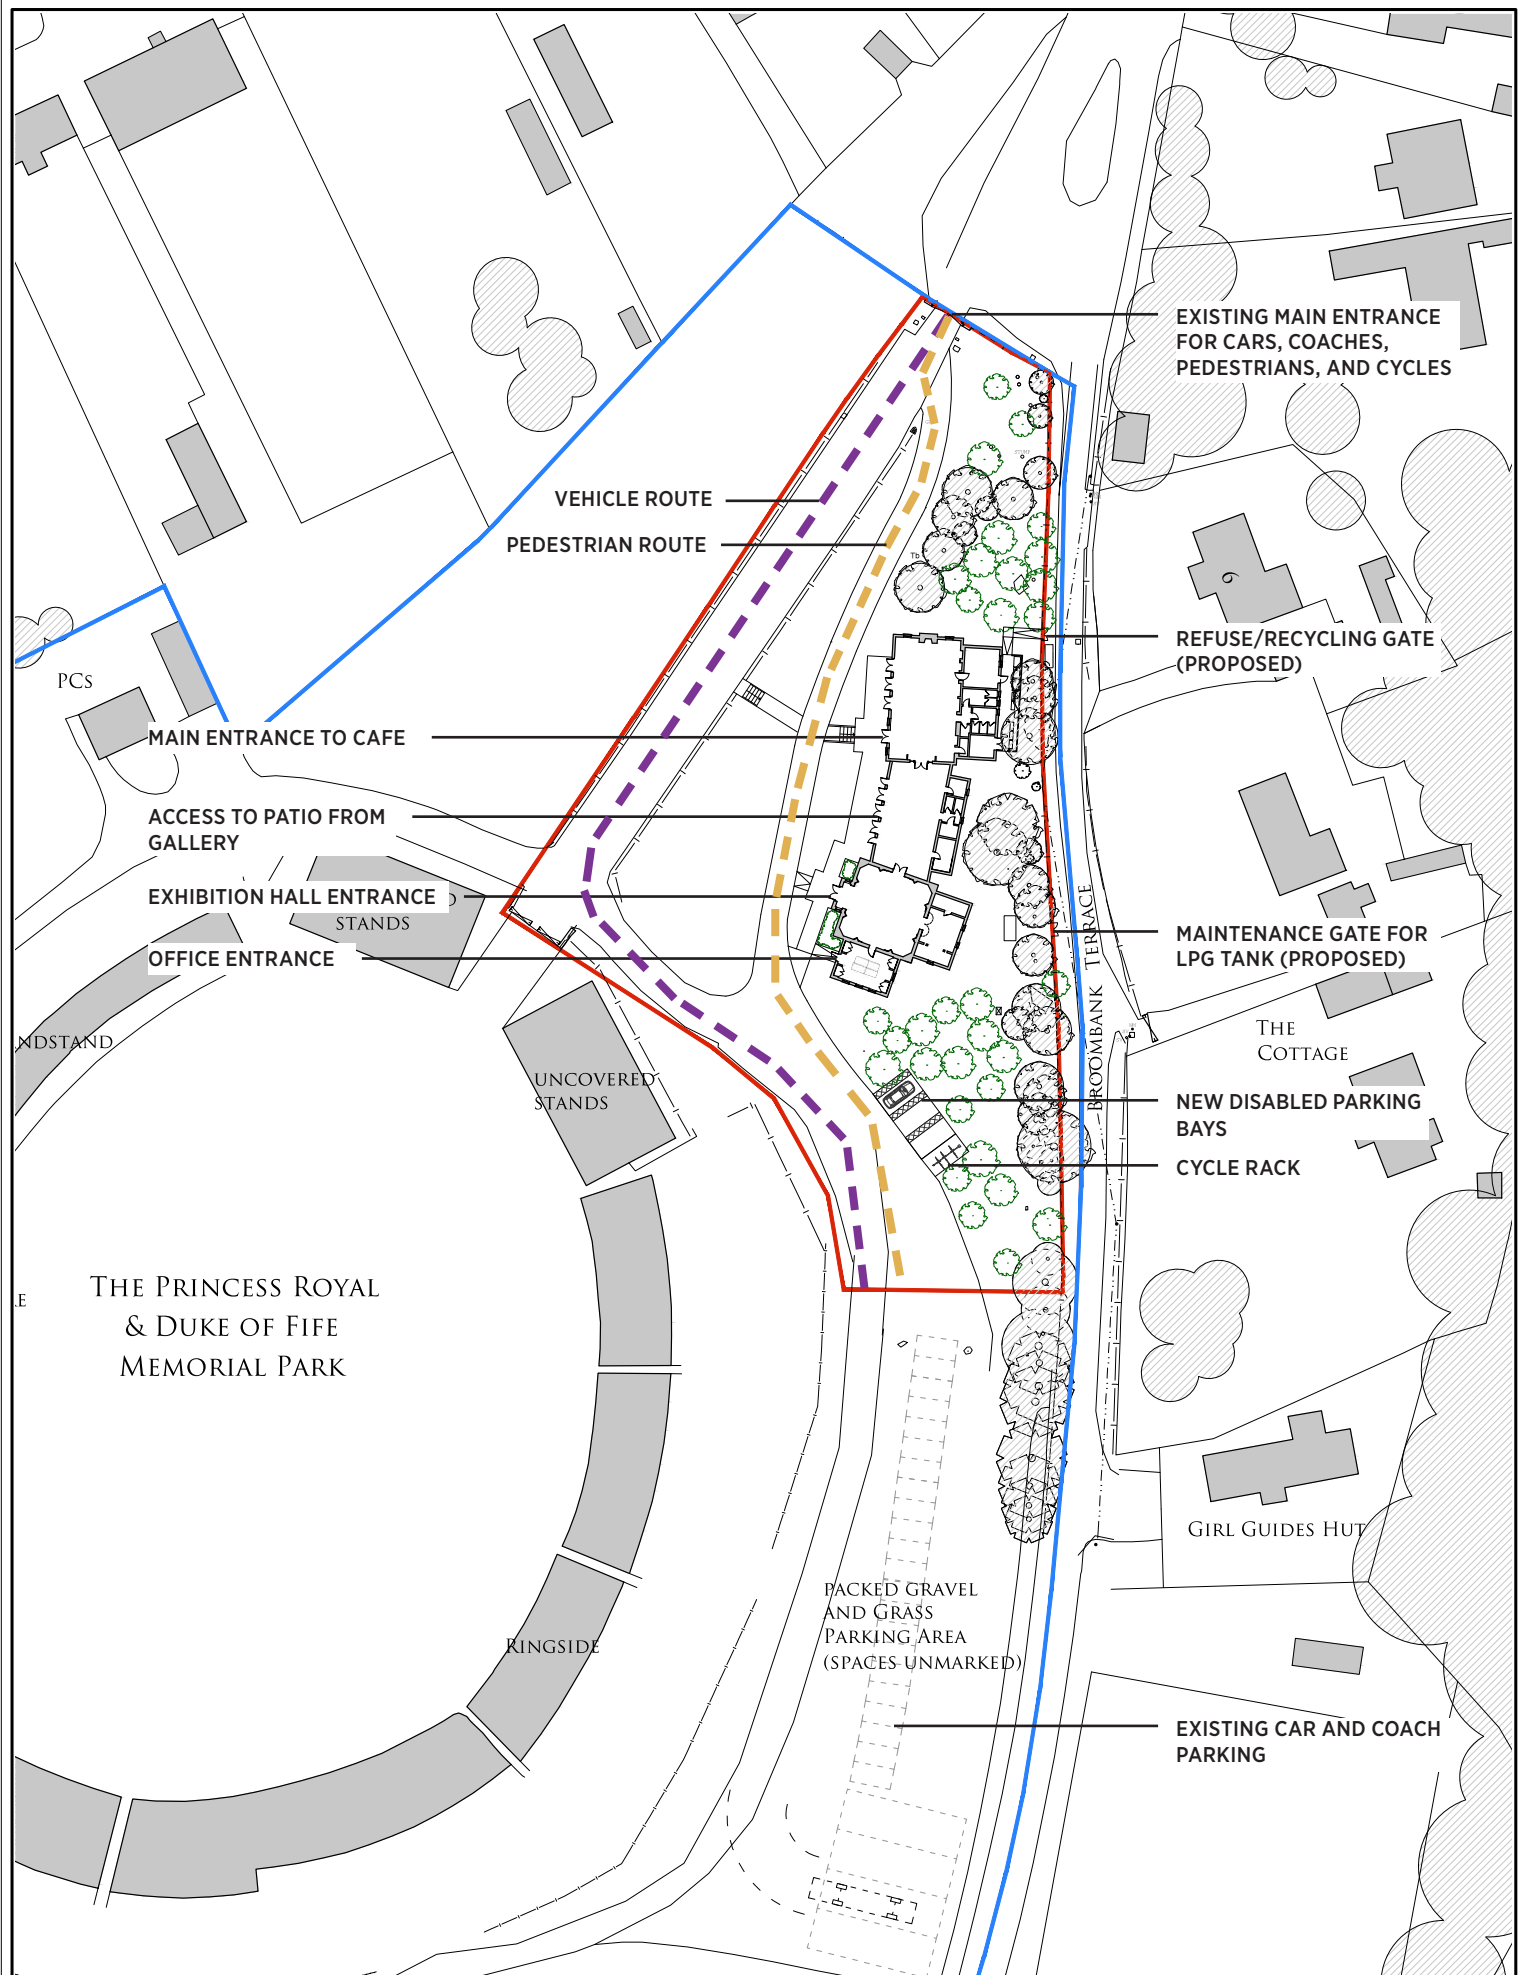 EXISTING MAIN ENTRANCE
FOR CARS, COACHES,
PEDESTRIANS, AND CYCLES
VEHICLE ROUTE
PEDESTRIAN ROUTE
Tb
6
REFUSE/RECYCLING GATE
(PROPOSED)
PCs
MAIN ENTRANCE TO CAFE
ACCESS TO PATIO FROM
GALLERY
EXHIBITION HALL ENTRANCE
STANDS
OFFICE ENTRANCE
MAINTENANCE GATE FOR
LPG TANK (PROPOSED)
BROOMBANK TERRACE
NDSTAND
THE
COTTAGE
UNCOVERED
STANDS
NEW DISABLED PARKING
BAYS
CYCLE RACK
THE PRINCESS ROYAL
& DUKE OF FIFE
MEMORIAL PARK
GIRL GUIDES HUT
PACKED GRAVEL
AND GRASS
PARKING AREA
(SPACES UNMARKED)
RINGSIDE
EXISTING CAR AND COACH
PARKING